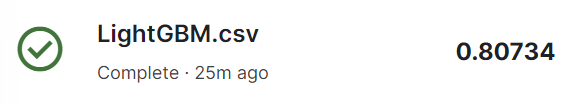 LightGBM.csv
0.80734
Complete · 25m ago